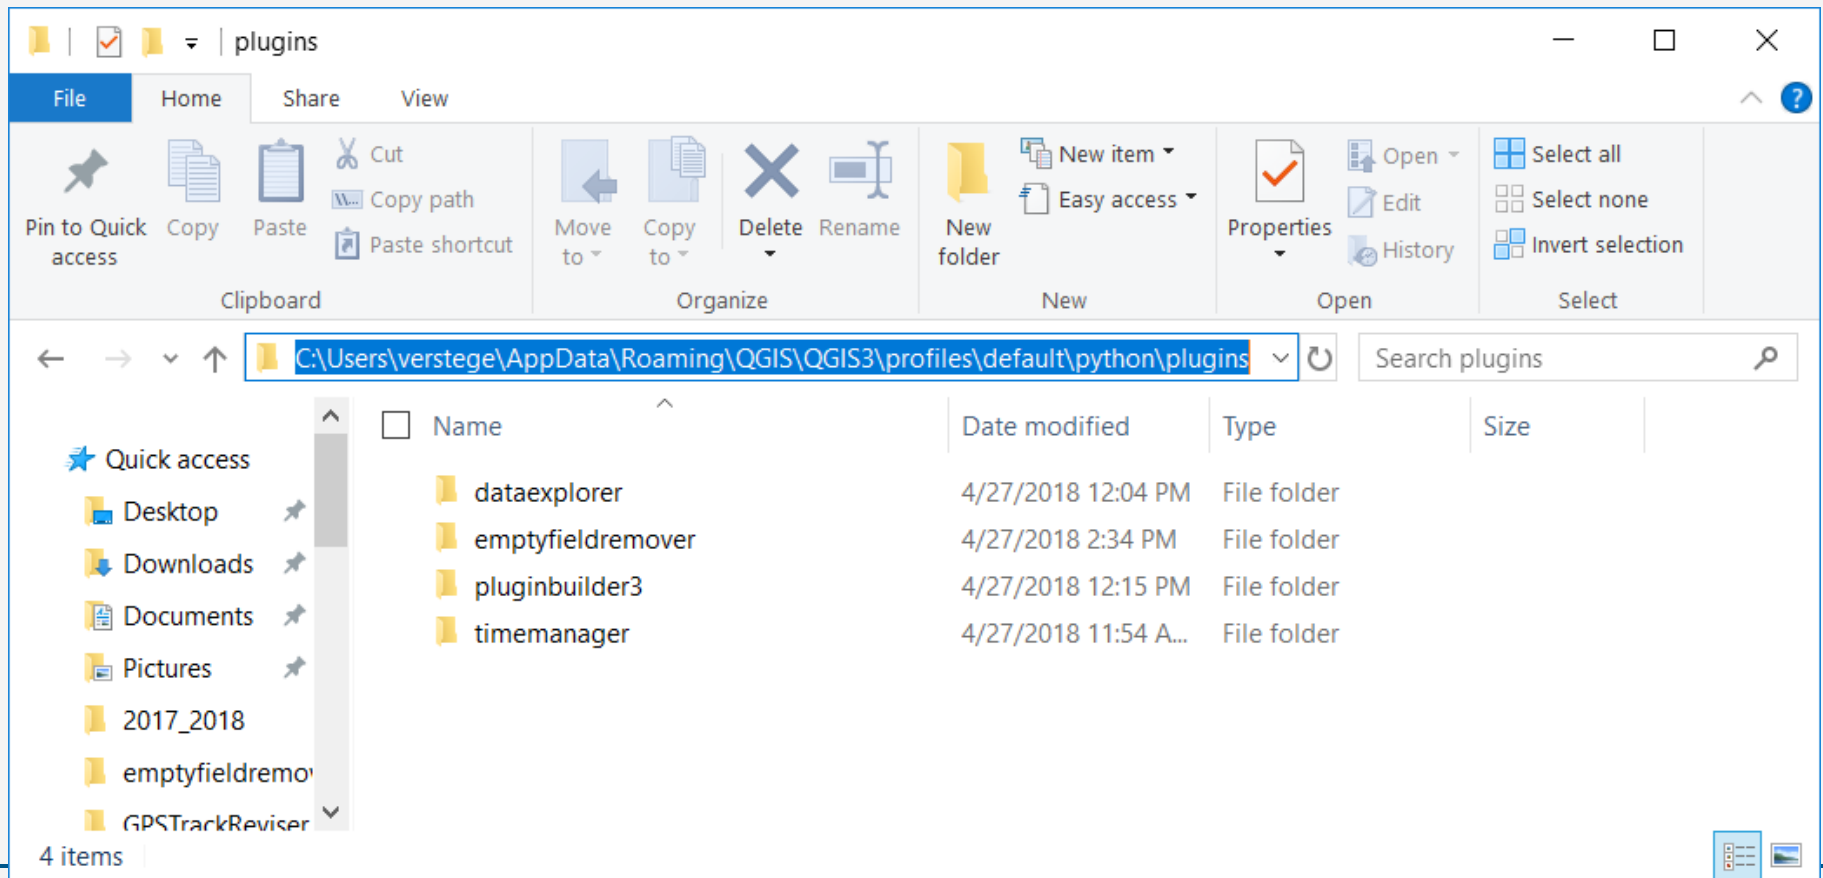 plugins
File Home Share View
Pin to Quick access
Copy
Paste
Cut
Copy path
Paste shortcut
Clipboard
Move to
Copy to
Delete
Rename
Organize
New folder
New item
Easy access
New
Properties
Open
Edit
History
Open
Select all
Select none
Invert selection
Select
C:\Users\verstege\AppData\Roaming\QGIS\QGIS3\profiles\default\python\plugins
Search plugins
Quick access
Desktop
Downloads
Documents
Pictures
2017_2018
emptyfieldremov
GPSTrackReviser
Name Date modified Type Size
dataexplorer 4/27/2018 12:04 PM File folder
emptyfieldremover 4/27/2018 2:34 PM File folder
pluginbuilder3 4/27/2018 12:15 PM File folder
timemanager 4/27/2018 11:54 A... File folder
4 items